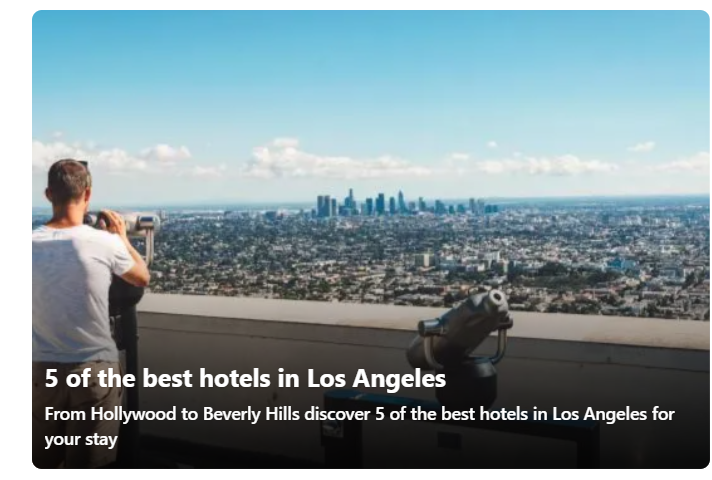 5 of the best hotels in Los Angeles
From Hollywood to Beverly Hills discover 5 of the best hotels in Los Angeles for
your stay